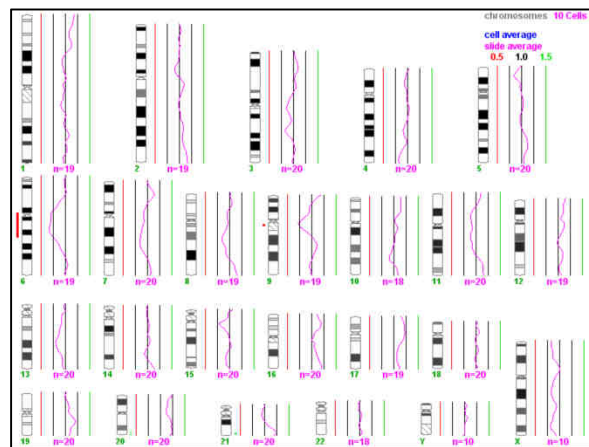 chromosomes 10 Cells
cell average
slide average
0.5 1.0 1.5
1 n=19
2 n=19
3 n=20
4 n=20
5 n=20
6 n=19
7 n=20
8 n=19
9 n=19
10 n=18
11 n=20
12 n=19
13 n=20
14 n=20
15 n=20
16 n=20
17 n=19
18 n=20
19 n=20
20 n=20
21 n=20
22 n=18
Y n=10
X n=10